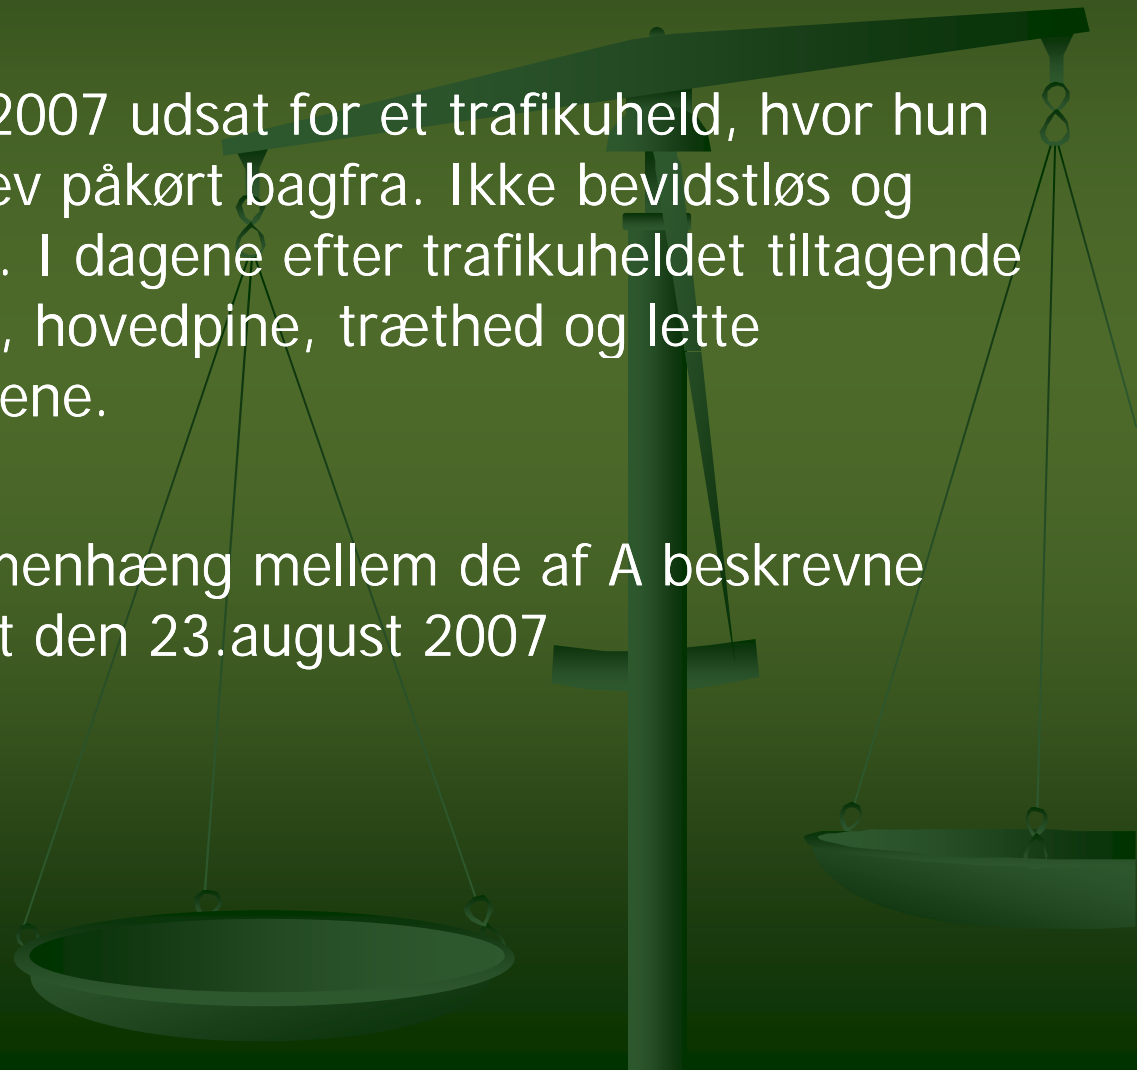 2007 udsat for et trafikuheld, hvor hun
ev påkørt bagfra. Ikke bevidstløs og
. I dagene efter trafikuheldet tiltagende
, hovedpine, træthed og lette
ene.
menhæng mellem de af A beskrevne
t den 23.august 2007